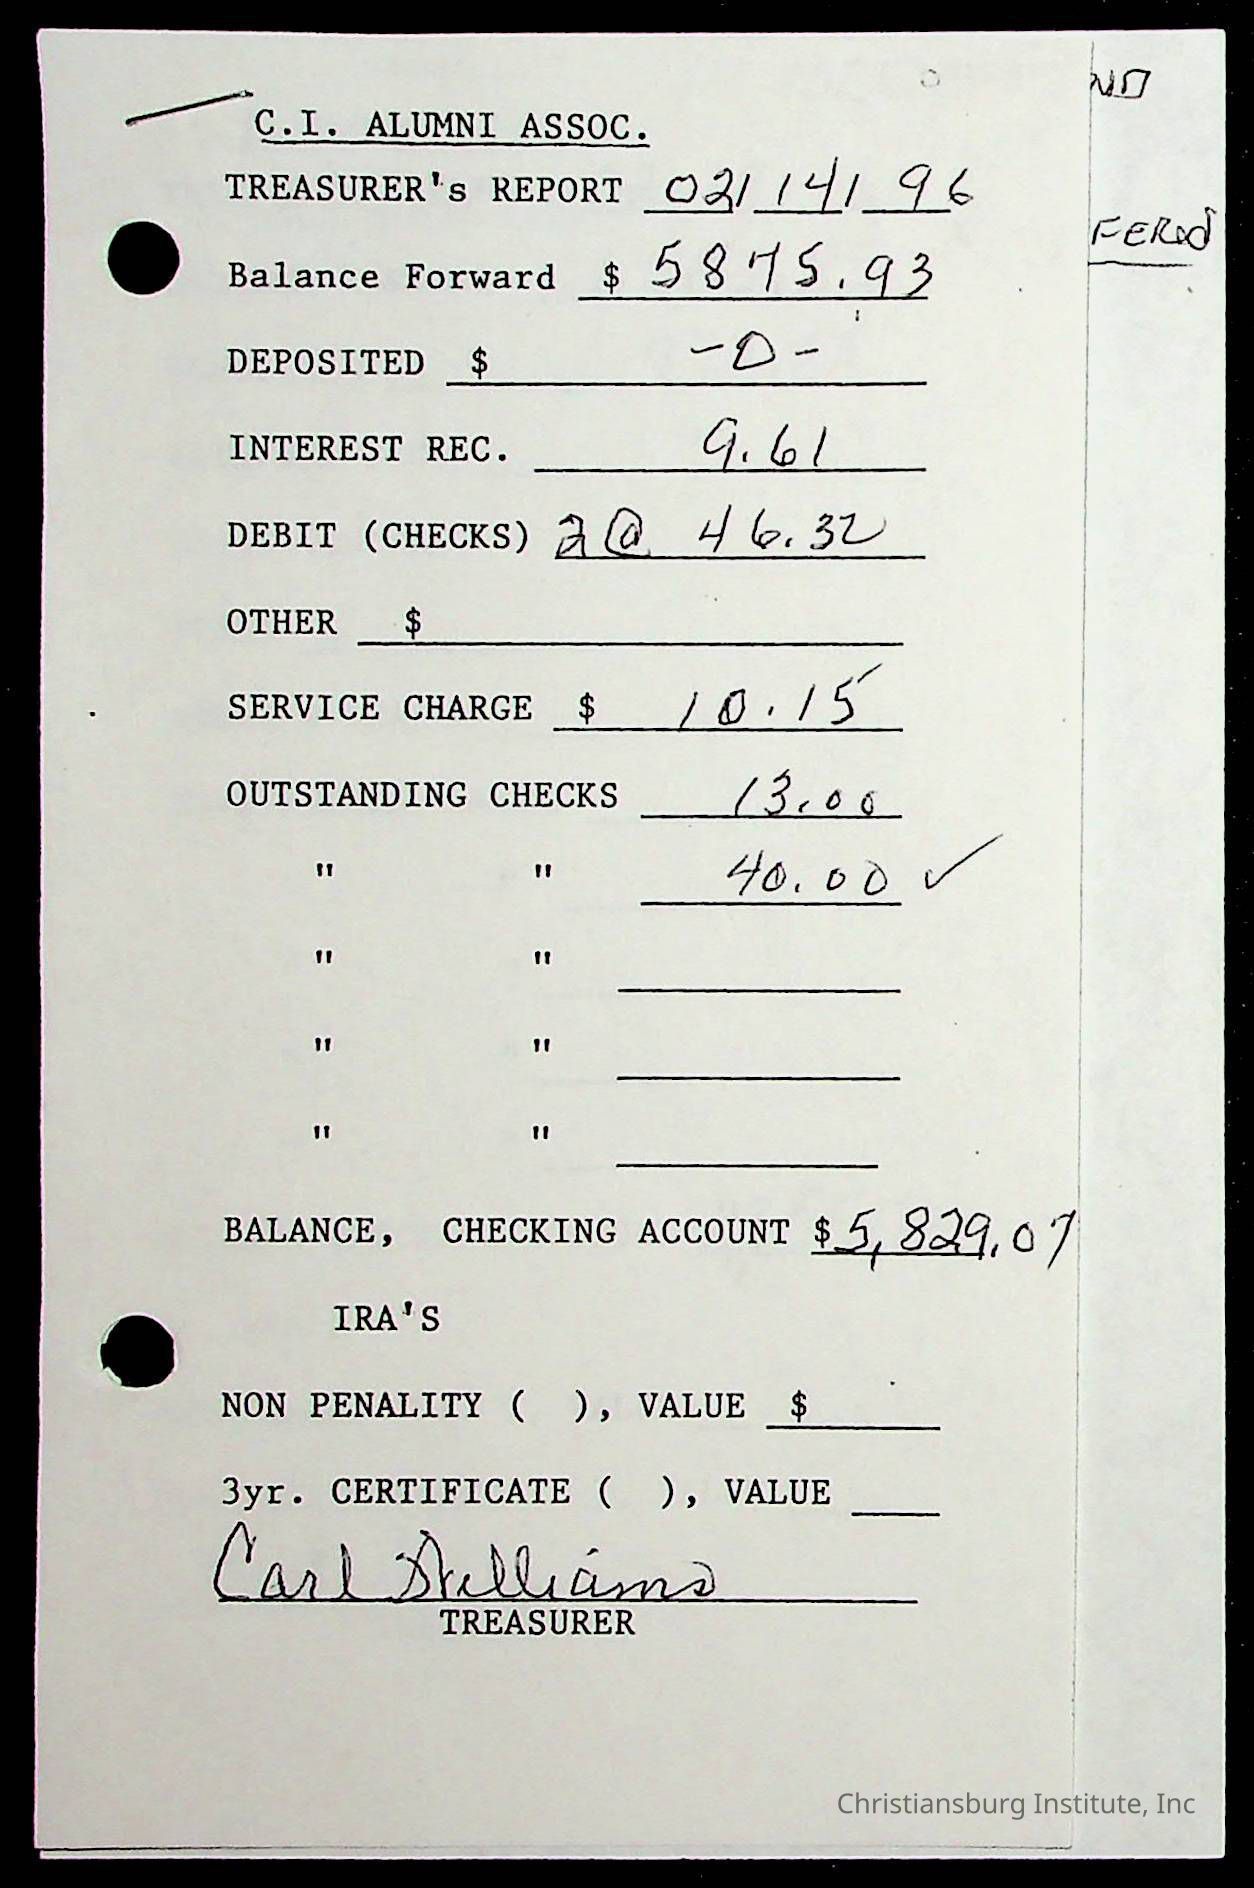 C.I. ALUMNI ASSOC.
TREASURER's REPORT 02/ 14/ 96
Balance Forward $ 5875.93
DEPOSITED $ -0-
INTEREST REC. 9.61
DEBIT (CHECKS) 2@ 46.32
OTHER $
SERVICE CHARGE $ 10.15
OUTSTANDING CHECKS 13.00
" " 40.00 ✓
" "
" "
" "
BALANCE, CHECKING ACCOUNT $5,829.07
IRA'S
NON PENALITY ( ), VALUE $
3yr. CERTIFICATE ( ), VALUE
Carl Williams
TREASURER
Christiansburg Institute, Inc